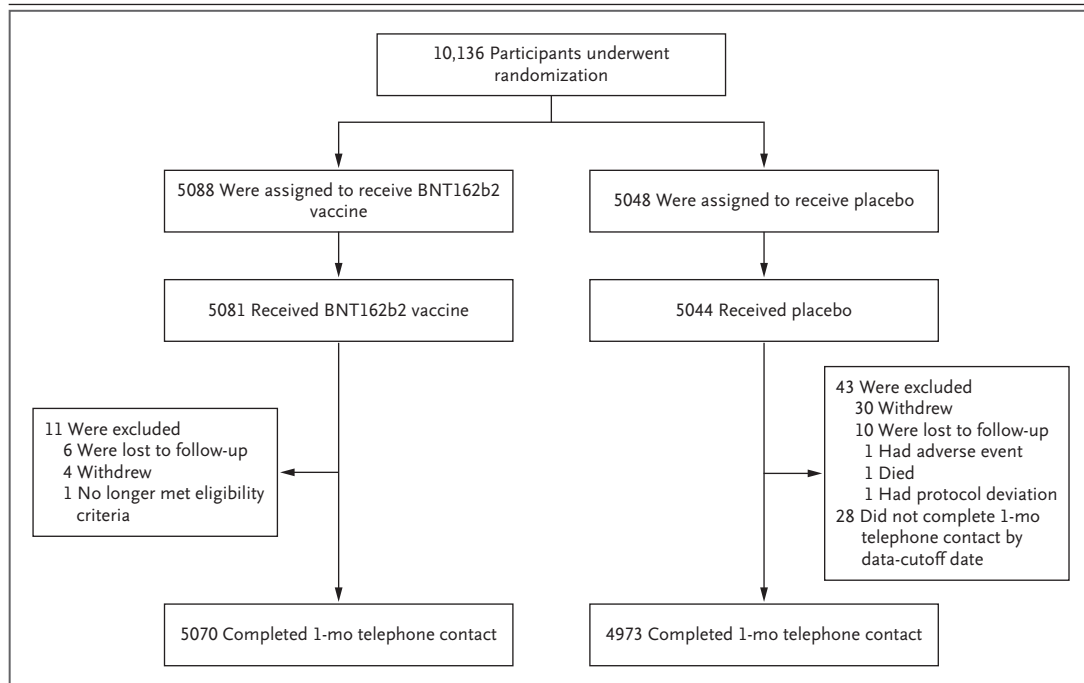 10,136 Participants underwent
randomization
5088 Were assigned to receive BNT162b2
vaccine
5048 Were assigned to receive placebo
5081 Received BNT162b2 vaccine
5044 Received placebo
11 Were excluded
6 Were lost to follow-up
4 Withdrew
1 No longer met eligibility
criteria
43 Were excluded
30 Withdrew
10 Were lost to follow-up
1 Had adverse event
1 Died
1 Had protocol deviation
28 Did not complete 1-mo
telephone contact by
data-cutoff date
5070 Completed 1-mo telephone contact
4973 Completed 1-mo telephone contact